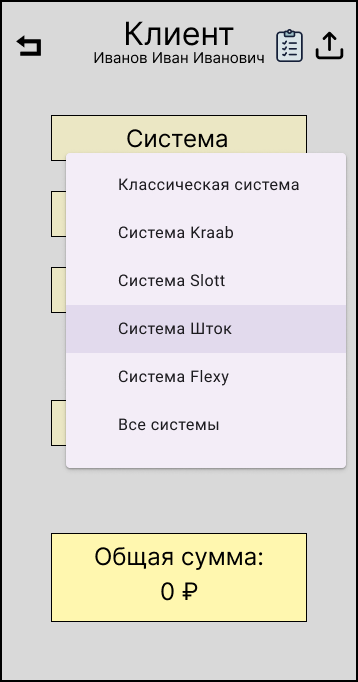 Клиент
Иванов Иван Иванович
Система
Классическая система
Система Kraab
Система Slott
Система Шток
Система Flexy
Все системы
Общая сумма:
0 ₽